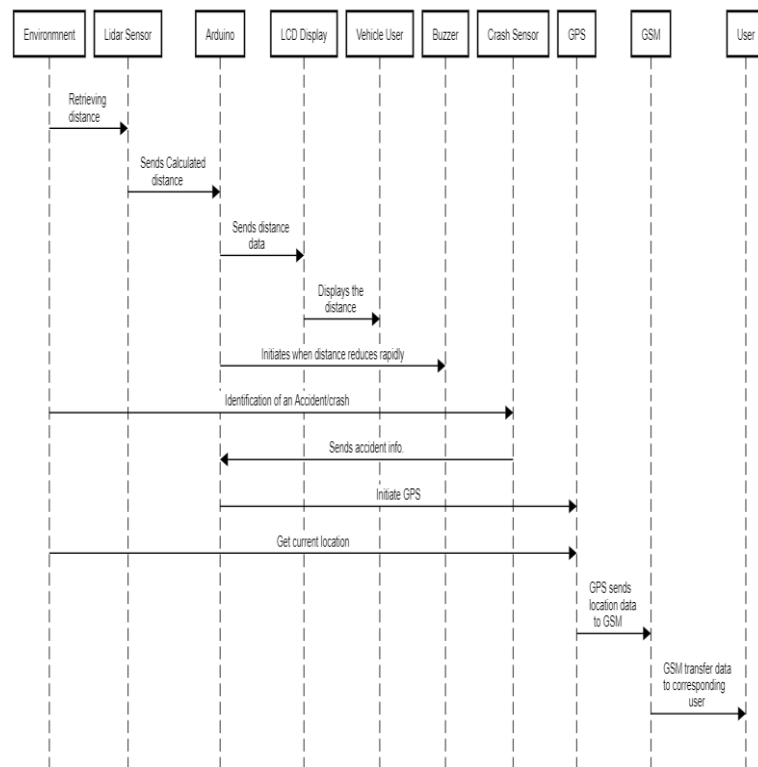 Environmnent
Lidar Sensor
Arduino
LCD Display
Vehicle User
Buzzer
Crash Sensor
GPS
GSM
User
Retrieving
distance
Sends Calculated
distance
Sends distance
data
Displays the
distance
Initiates when distance reduces rapidly
Identification of an Accident/crash
Sends accident info.
Initiate GPS
Get current location
GPS sends
location data
to GSM
GSM transfer data
to corresponding
user